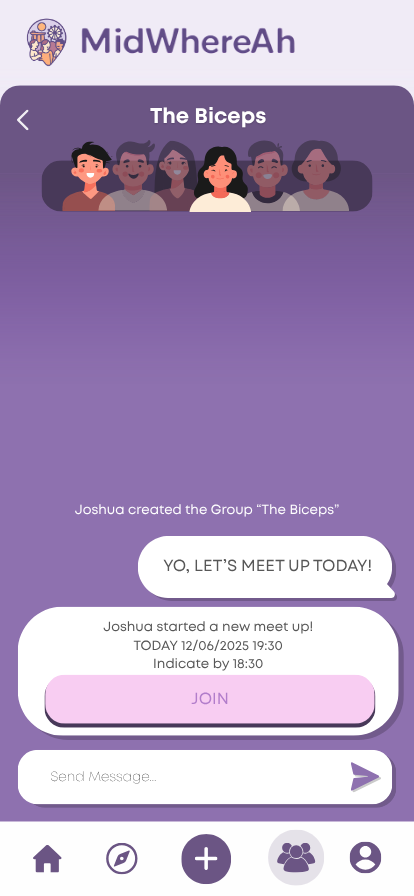 MidWhereAh
The Biceps
Joshua created the Group “The Biceps”
YO, LET’S MEET UP TODAY!
Joshua started a new meet up!
TODAY 12/06/2025 19:30
Indicate by 18:30
JOIN
Send Message...